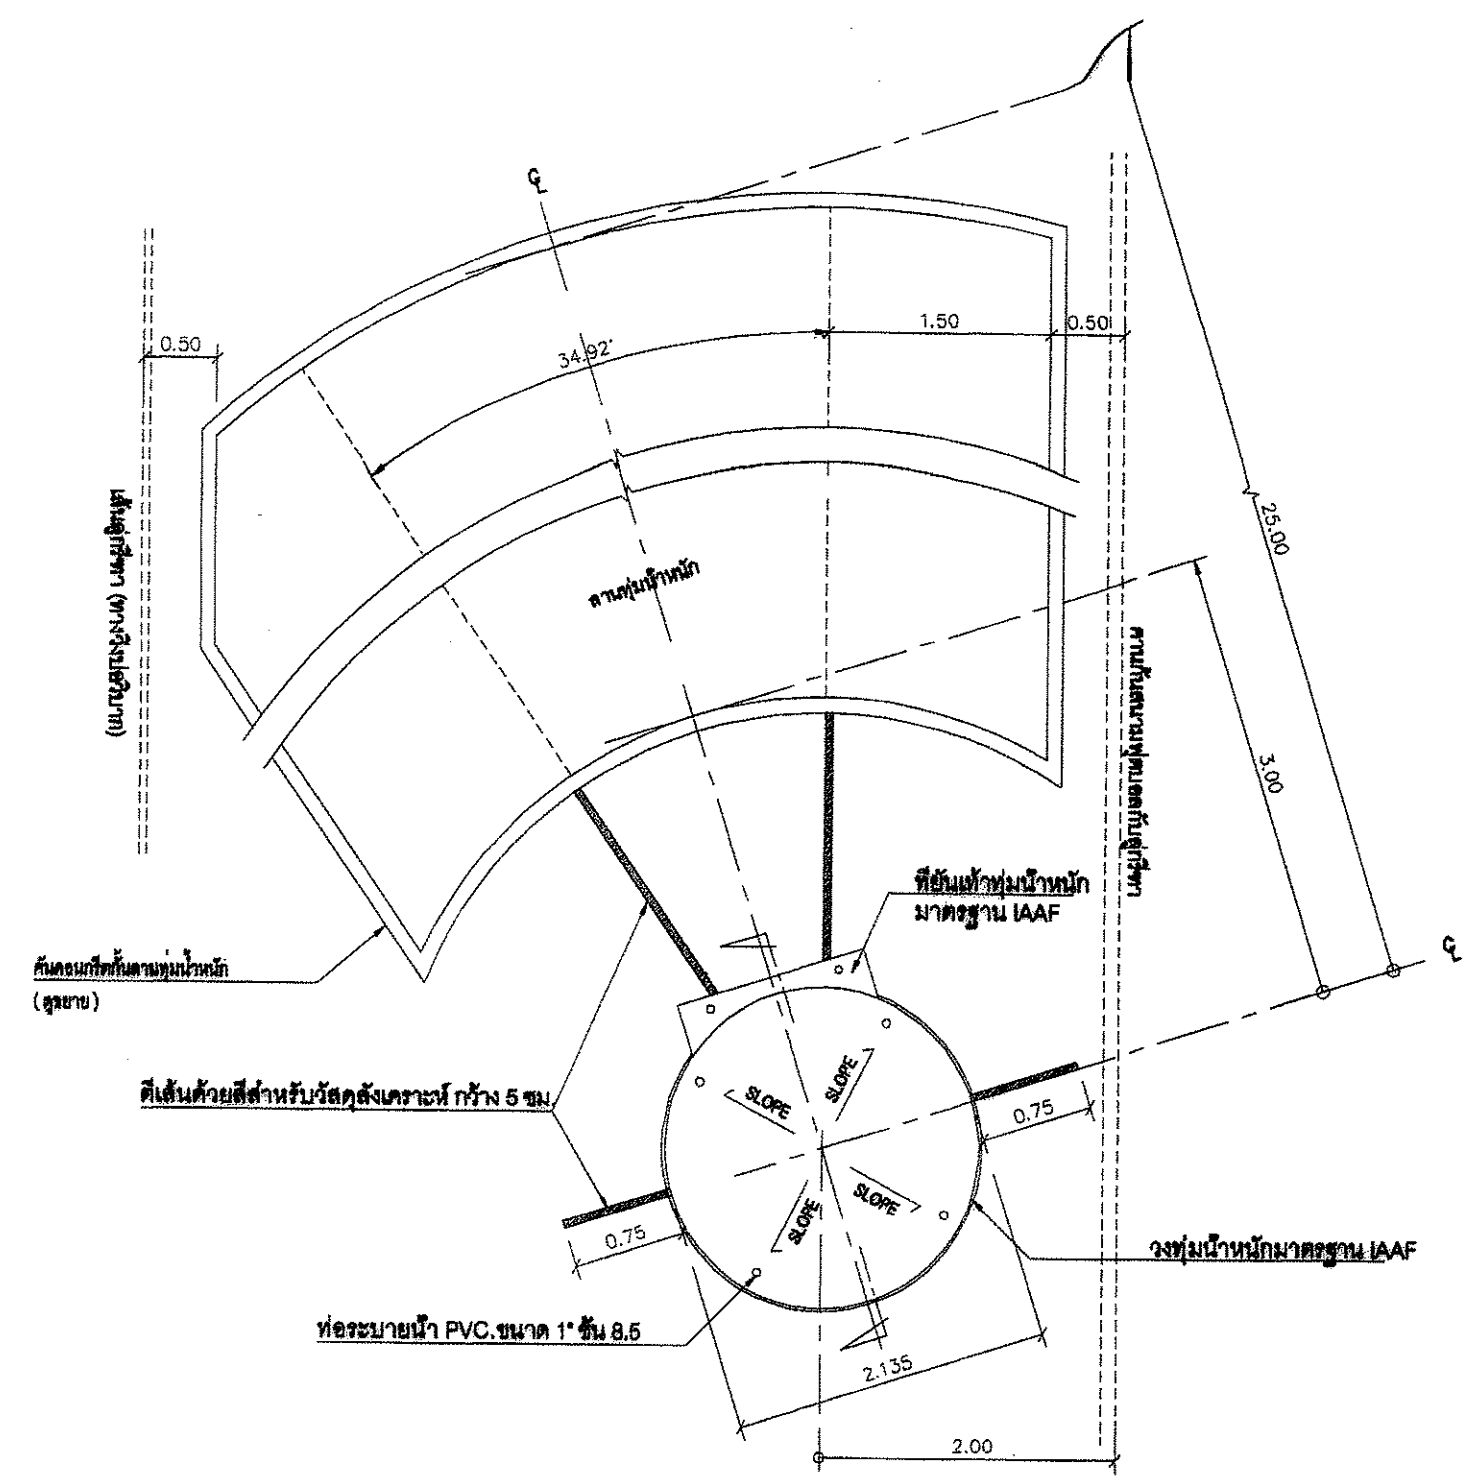 ℄
0.50
34.92°
1.50
0.50
25.00
ลานทุ่มน้ำหนัก
3.00
ที่ยันเท้าทุ่มน้ำหนัก
มาตรฐาน IAAF
℄
(ดูขยาย)
ตีเส้นด้วยสีสำหรับวัสดุสังเคราะห์ กว้าง 5 ซม.
SLOPE
SLOPE
SLOPE
SLOPE
0.75
0.75
วงทุ่มน้ำหนักมาตรฐาน IAAF
ท่อระบายน้ำ PVC.ขนาด 1" ชั้น 8.5
2.135
2.00